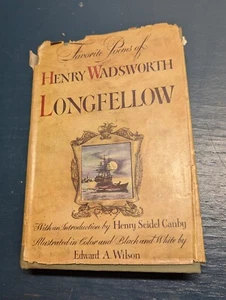 Favorite Poems of
HENRY WADSWORTH
LONGFELLOW
With an Introduction by Henry Seidel Canby
Illustrated in Color and Black and White by
Edward A. Wilson